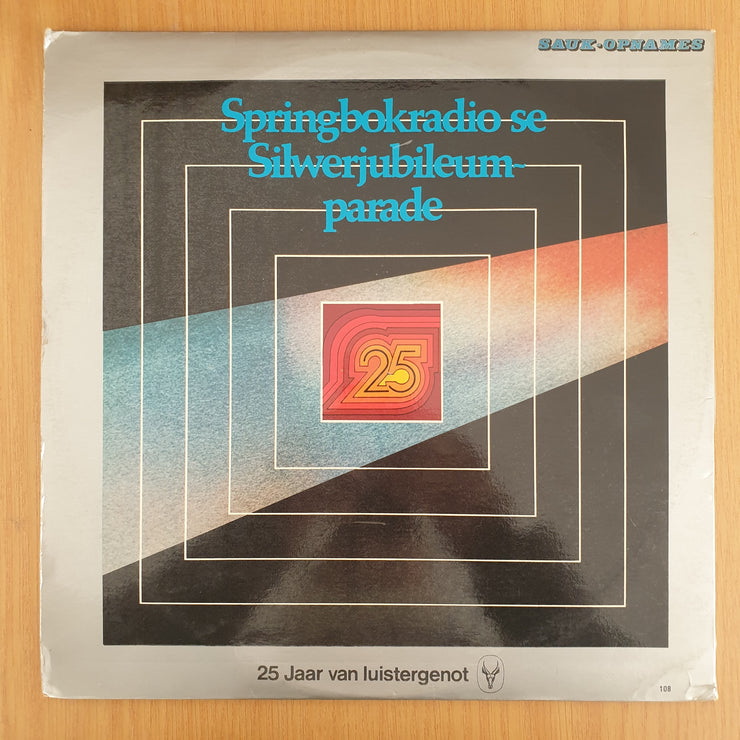 SAUK-OPNAMES
Springbokradio se
Silwerjubileum-
parade
25
25 Jaar van luistergenot
108